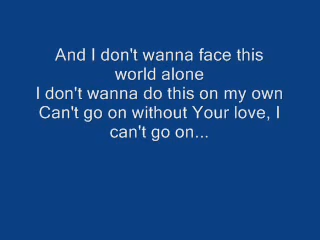 And I don't wanna face this
world alone
I don't wanna do this on my own
Can't go on without Your love, I
can't go on...